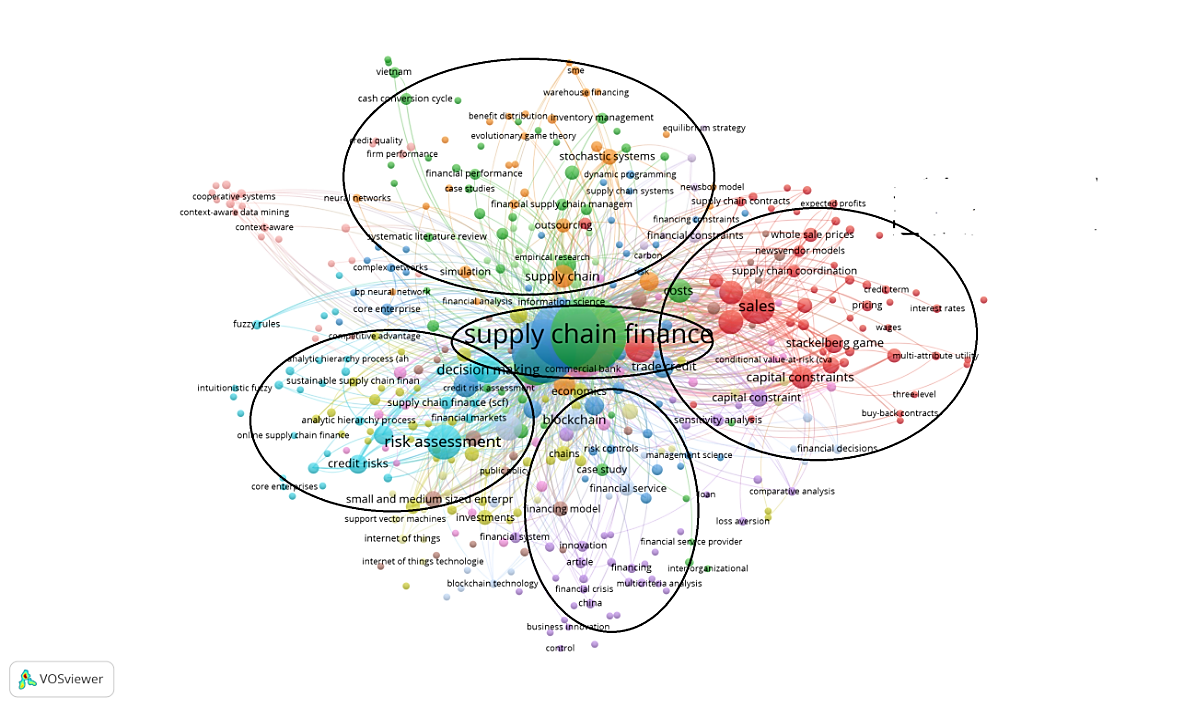 vietnam
sme
cash conversion cycle
warehouse financing
benefit distribution
inventory management
equilibrium strategy
evolutionary game theory
credit quality
firm performance
stochastic systems
financial performance
dynamic programming
case studies
supply chain systems
newsboy model
cooperative systems
neural networks
supply chain contracts
expected profits
context-aware data mining
financial supply chain managem
financing constraints
context-aware
outsourcing
systematic literature review
financial constraints
whole sale prices
empirical research
carbon
newsvendor models
complex networks
simulation
supply chain
risk
supply chain coordination
bp neural network
costs
credit term
core enterprise
financial analysis
information science
sales
pricing
interest rates
fuzzy rules
competitive advantage
supply chain finance
wages
stackelberg game
analytic hierarchy process (ah
decision making
commercial bank
trade credit
conditional value at-risk (cva
multi-attribute utility
intuitionistic fuzzy
sustainable supply chain finan
credit risk assessment
economics
capital constraints
supply chain finance (scf)
capital constraint
three-level
analytic hierarchy process
financial markets
blockchain
sensitivity analysis
buy-back contracts
online supply chain finance
risk assessment
chains
risk controls
management science
financial decisions
credit risks
public policy
case study
core enterprises
financial service
comparative analysis
small and medium sized enterpr
loan
support vector machines
investments
financing model
loss aversion
internet of things
financial system
innovation
financial service provider
internet of things technologie
article
financing
inter-organizational
blockchain technology
financial crisis
multicriteria analysis
china
business innovation
control
VOSviewer